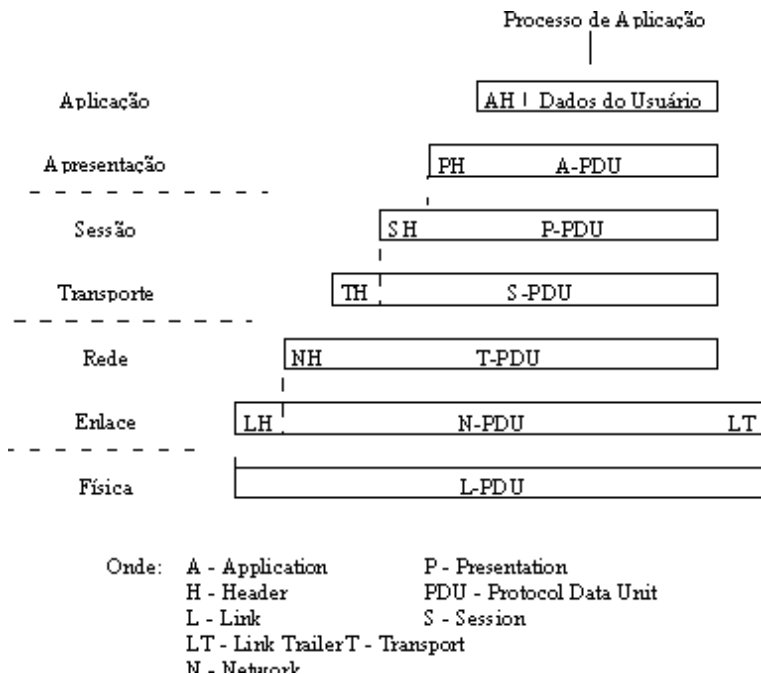 Processo de Aplicação
Aplicação AH Dados do Usuário
Apresentação PH A-PDU
Sessão SH P-PDU
Transporte TH S-PDU
Rede NH T-PDU
Enlace LH N-PDU LT
Física L-PDU
Onde: A - Application P - Presentation
H - Header PDU - Protocol Data Unit
L - Link S - Session
LT - Link Trailer T - Transport
N - Network